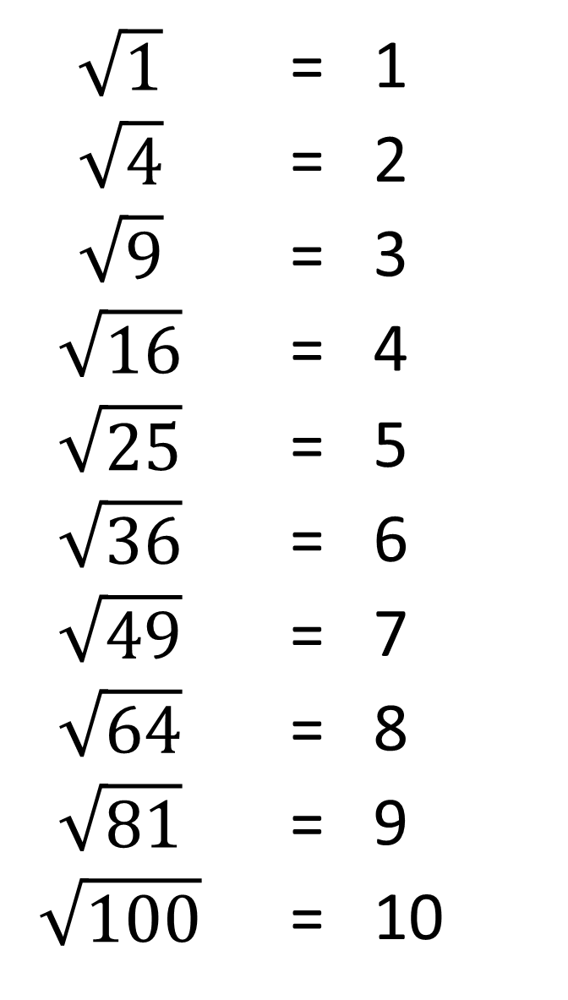 √1 = 1
√4 = 2
√9 = 3
√16 = 4
√25 = 5
√36 = 6
√49 = 7
√64 = 8
√81 = 9
√100 = 10